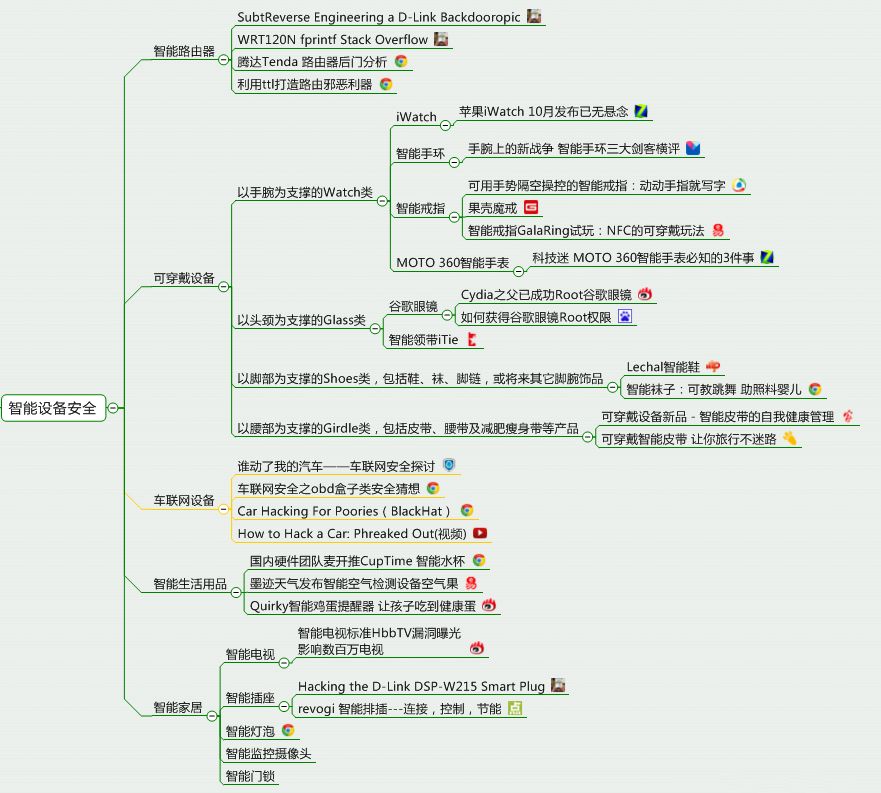 智能设备安全
智能路由器
SubtReverse Engineering a D-Link Backdooropic
WRT120N fprintf Stack Overflow
腾达Tenda 路由器后门分析
利用ttl打造路由邪恶利器
可穿戴设备
以手腕为支撑的Watch类
iWatch
苹果iWatch 10月发布已无悬念
智能手环
手腕上的新战争 智能手环三大剑客横评
智能戒指
可用手势隔空操控的智能戒指：动动手指就写字
果壳魔戒
智能戒指GalaRing试玩：NFC的可穿戴玩法
MOTO 360智能手表
科技迷 MOTO 360智能手表必知的3件事
以头颈为支撑的Glass类
谷歌眼镜
Cydia之父已成功Root谷歌眼镜
如何获得谷歌眼镜Root权限
智能领带iTie
以脚部为支撑的Shoes类，包括鞋、袜、脚链，或将来其它脚腕饰品
Lechal智能鞋
智能袜子：可教跳舞 助照料婴儿
以腰部为支撑的Girdle类，包括皮带、腰带及减肥瘦身带等产品
可穿戴设备新品 - 智能皮带的自我健康管理
可穿戴智能皮带 让你旅行不迷路
车联网设备
谁动了我的汽车——车联网安全探讨
车联网安全之obd盒子类安全猜想
Car Hacking For Poories（BlackHat）
How to Hack a Car: Phreaked Out(视频)
智能生活用品
国内硬件团队麦开推CupTime 智能水杯
墨迹天气发布智能空气检测设备空气果
Quirky智能鸡蛋提醒器 让孩子吃到健康蛋
智能家居
智能电视
智能电视标准HbbTV漏洞曝光
影响数百万电视
智能插座
Hacking the D-Link DSP-W215 Smart Plug
revogi 智能排插---连接，控制，节能
点
智能灯泡
智能监控摄像头
智能门锁